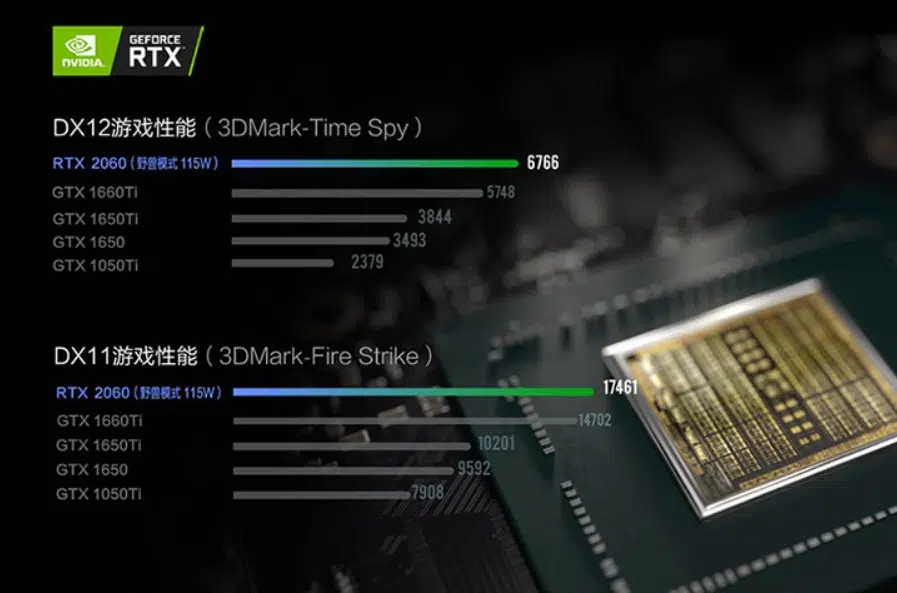 NVIDIA.
GEFORCE
RTX™
DX12游戏性能（3DMark-Time Spy）
RTX 2060（野兽模式 115W） 6766
GTX 1660Ti 5748
GTX 1650Ti 3844
GTX 1650 3493
GTX 1050Ti 2379
DX11游戏性能（3DMark-Fire Strike）
RTX 2060（野兽模式 115W） 17461
GTX 1660Ti 14702
GTX 1650Ti 10201
GTX 1650 9592
GTX 1050Ti 7908